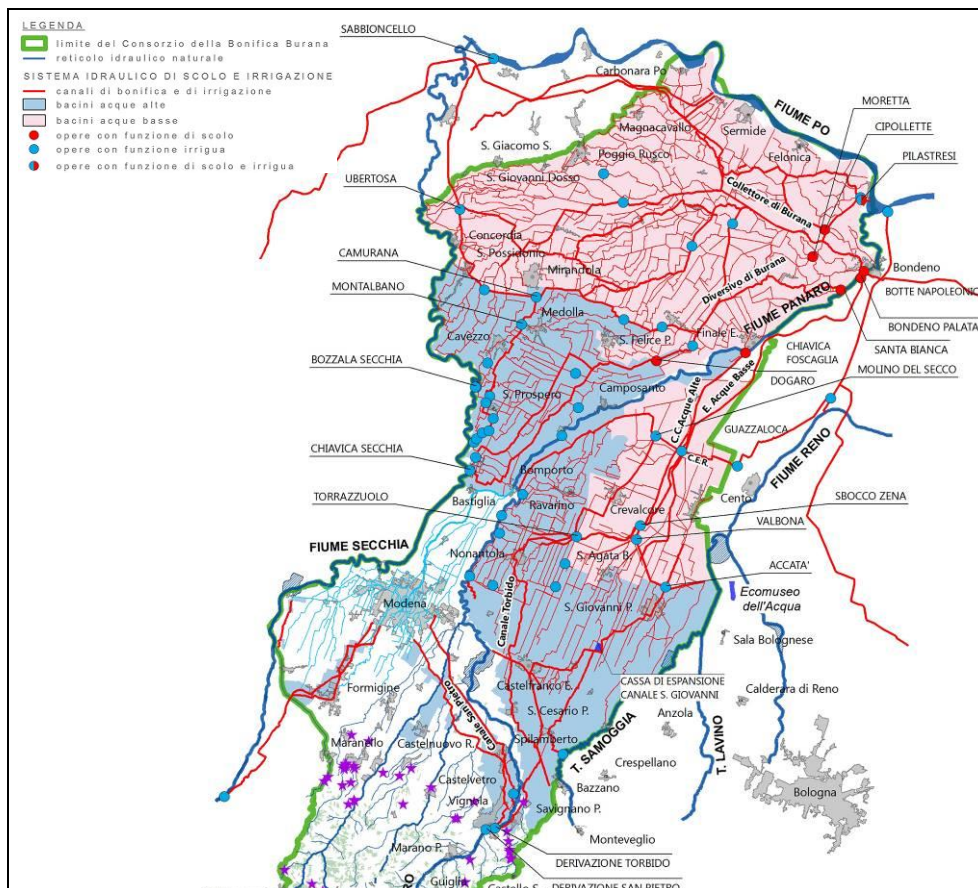 LEGENDA
limite del Consorzio della Bonifica Burana
reticolo idraulico naturale
SISTEMA IDRAULICO DI SCOLO E IRRIGAZIONE
canali di bonifica e di irrigazione
bacini acque alte
bacini acque basse
opere con funzione di scolo
opere con funzione irrigua
opere con funzione di scolo e irrigua
SABBIONCELLO
Carbonara Po
MORETTA
CIPOLLETTE
PILASTRESI
FIUME PO
Magnacavallo
Sermide
Felonica
S. Giacomo S.
Poggio Rusco
S. Giovanni Dosso
UBERTOSA
Collettore di Burana
Concordia
S. Possidonio
CAMURANA
Mirandola
Bondeno
MONTALBANO
Diversivo di Burana
BOTTE NAPOLEONIC
Medolla
FIUME PANARO
BONDENO PALATA
Cavezzo
Finale E.
S. Felice P.
SANTA BIANCA
CHIAVICA
FOSCAGLIA
BOZZALA SECCHIA
MOLINO DEL SECCO
DOGARO
S. Prospero
Camposanto
C.C.Acque Alte
E. Acque Basse
GUAZZALOCA
CHIAVICA SECCHIA
C.E.R.
FIUME RENO
Bomporto
Bastiglia
Cento
TORRAZZUOLO
Ravarino
Crevalcore
SBOCCO ZENA
VALBONA
FIUME SECCHIA
Nonantola
S. Agata B.
ACCATA'
Modena
Canale Torbido
S. Giovanni P.
Ecomuseo
dell'Acqua
Sala Bolognese
Formigine
Castelfranco E.
CASSA DI ESPANSIONE
CANALE S. GIOVANNI
Calderara di Reno
S. Cesario P.
Anzola
Canale San Pietro
Maranello
Castelnuovo R.
Spilamberto
T. SAMOGGIA
T. LAVINO
Crespellano
Castelvetro
Bazzano
Bologna
Vignola
Savignano P.
Monteveglio
Marano P.
DERIVAZIONE TORBIDO
Guiglia
DERIVAZIONE SAN PIETRO
Castello S.